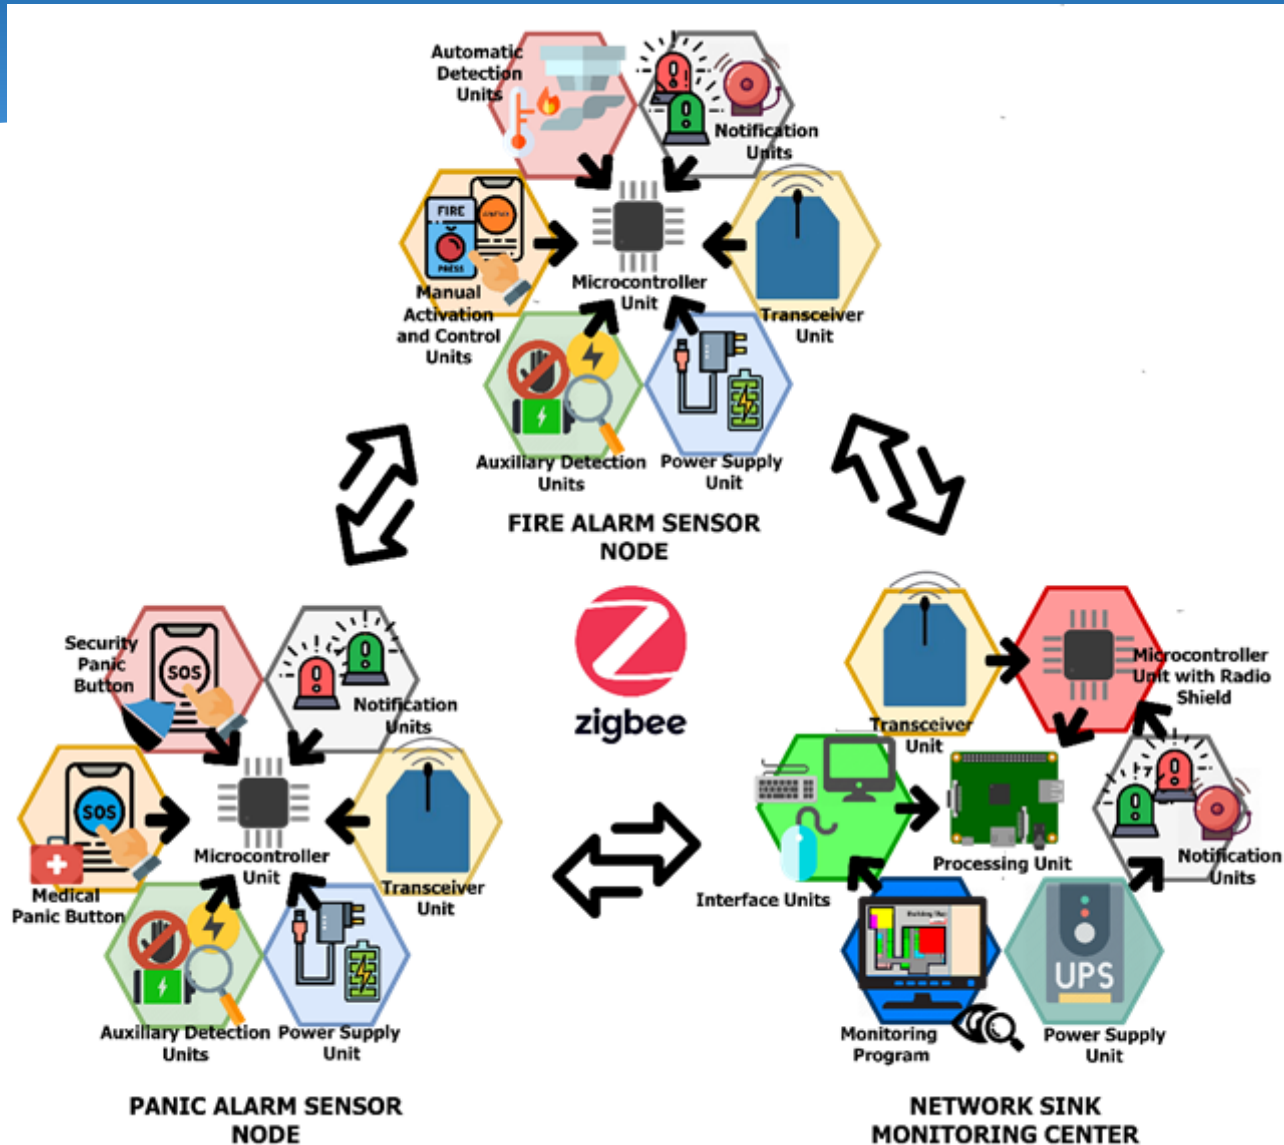 Automatic
Detection
Units
Notification
Units
FIRE
PRESS
Manual
Activation
and Control
Units
Microcontroller
Unit
Transceiver
Unit
Auxiliary Detection
Units
Power Supply
Unit
FIRE ALARM SENSOR
NODE
zigbee
Security
Panic
Button
SOS
Notification
Units
SOS
Medical
Panic Button
Microcontroller
Unit
Transceiver
Unit
Auxiliary Detection
Units
Power Supply
Unit
PANIC ALARM SENSOR
NODE
Transceiver
Unit
Microcontroller
Unit with Radio
Shield
Interface Units
Processing Unit
Notification
Units
Monitoring
Program
UPS
Power Supply
Unit
NETWORK SINK
MONITORING CENTER